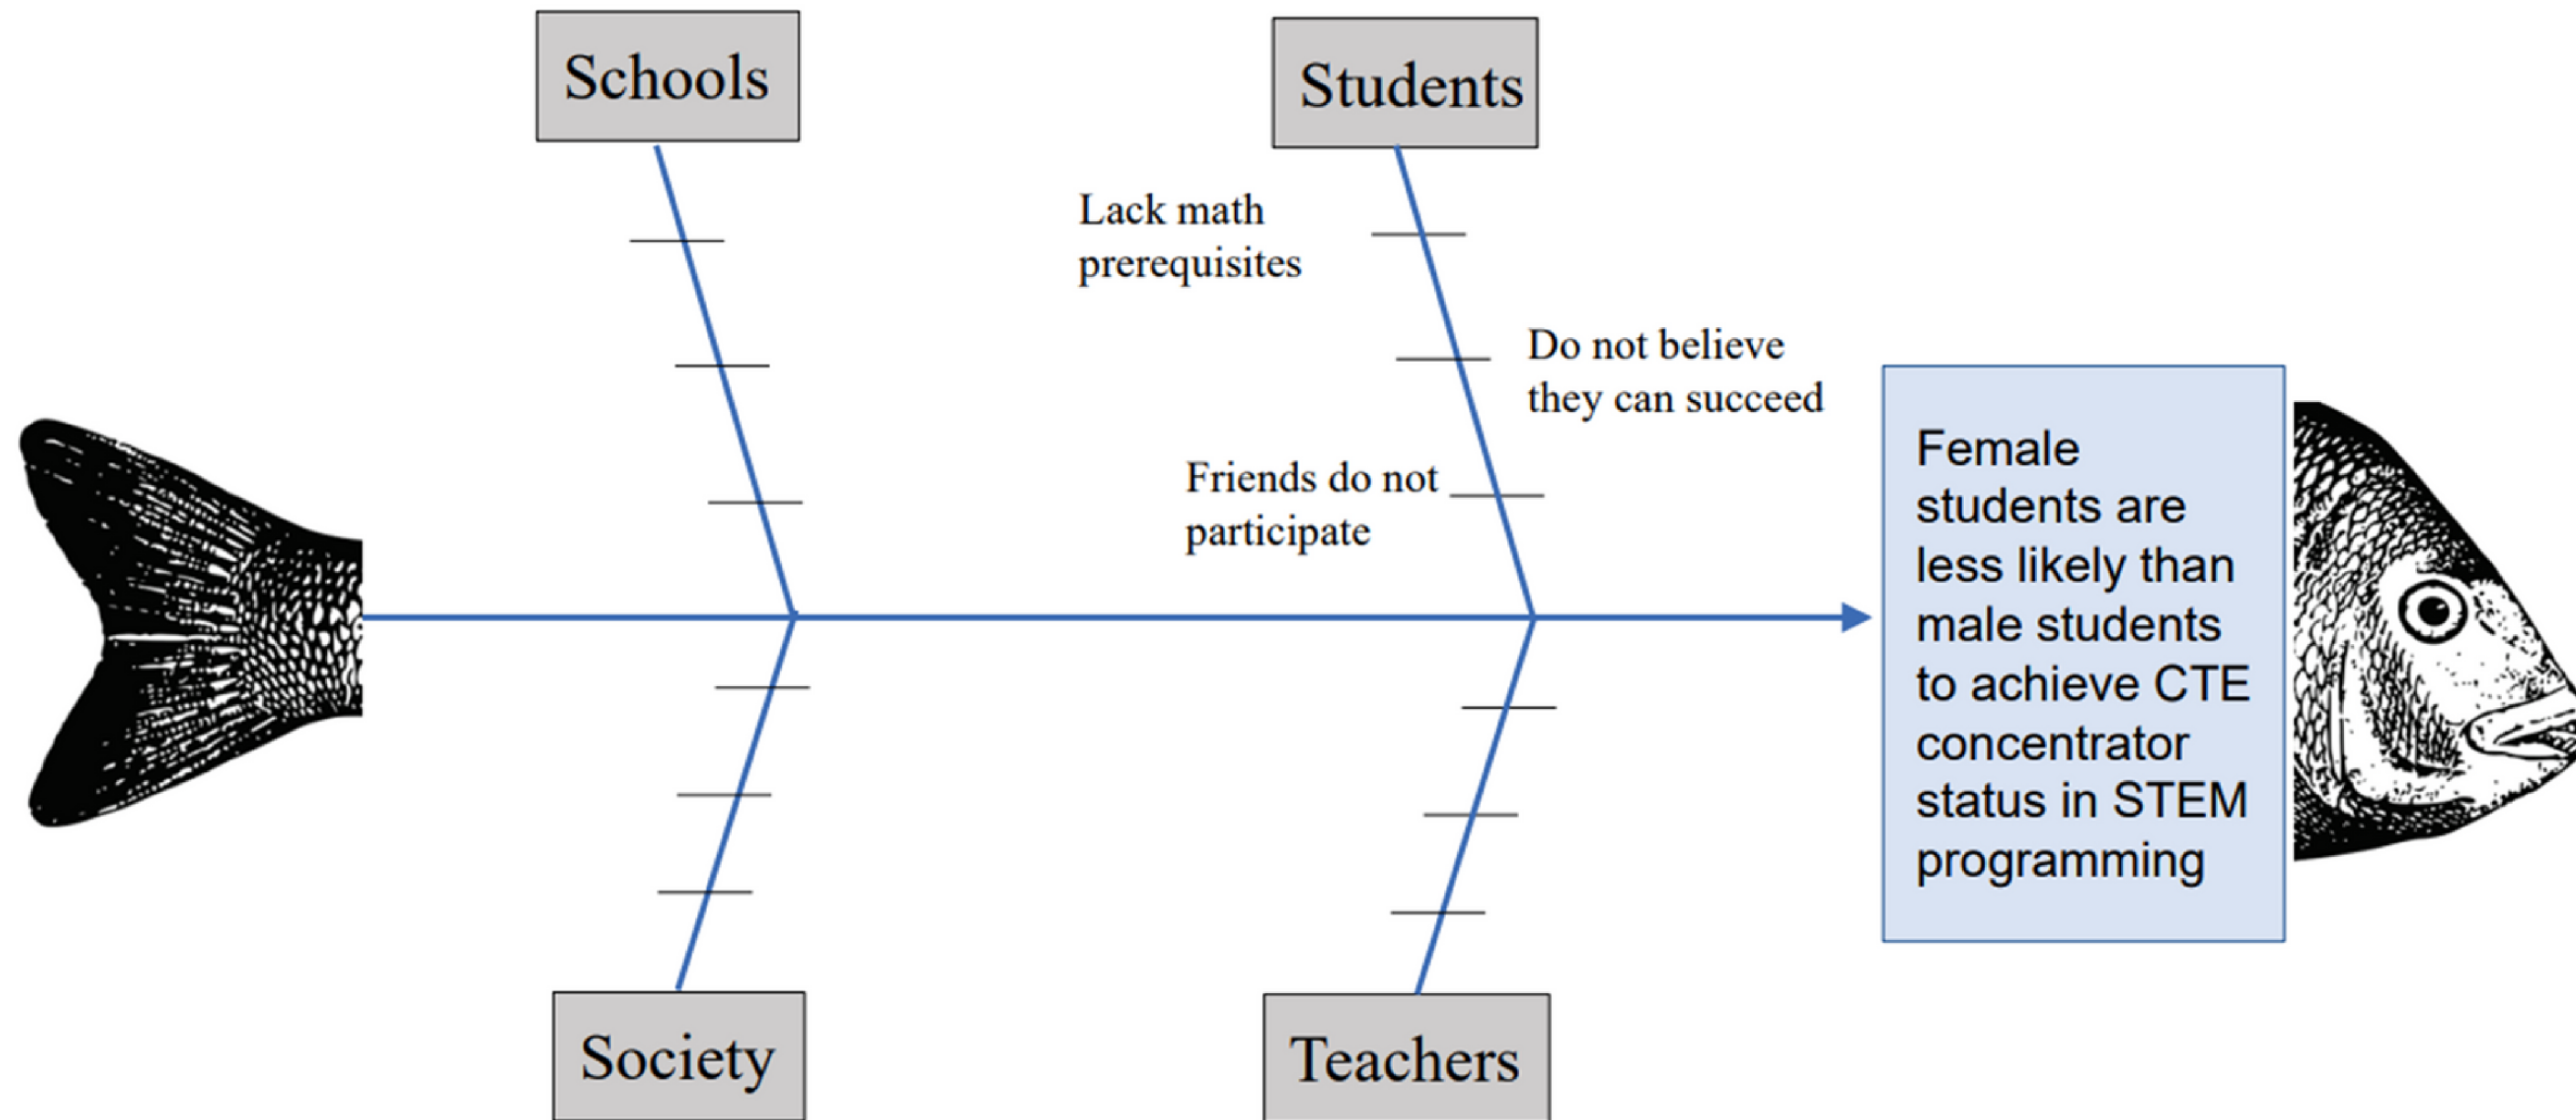 Schools
Students
Lack math
prerequisites
Do not believe
they can succeed
Friends do not
participate
Female
students are
less likely than
male students
to achieve CTE
concentrator
status in STEM
programming
Society
Teachers